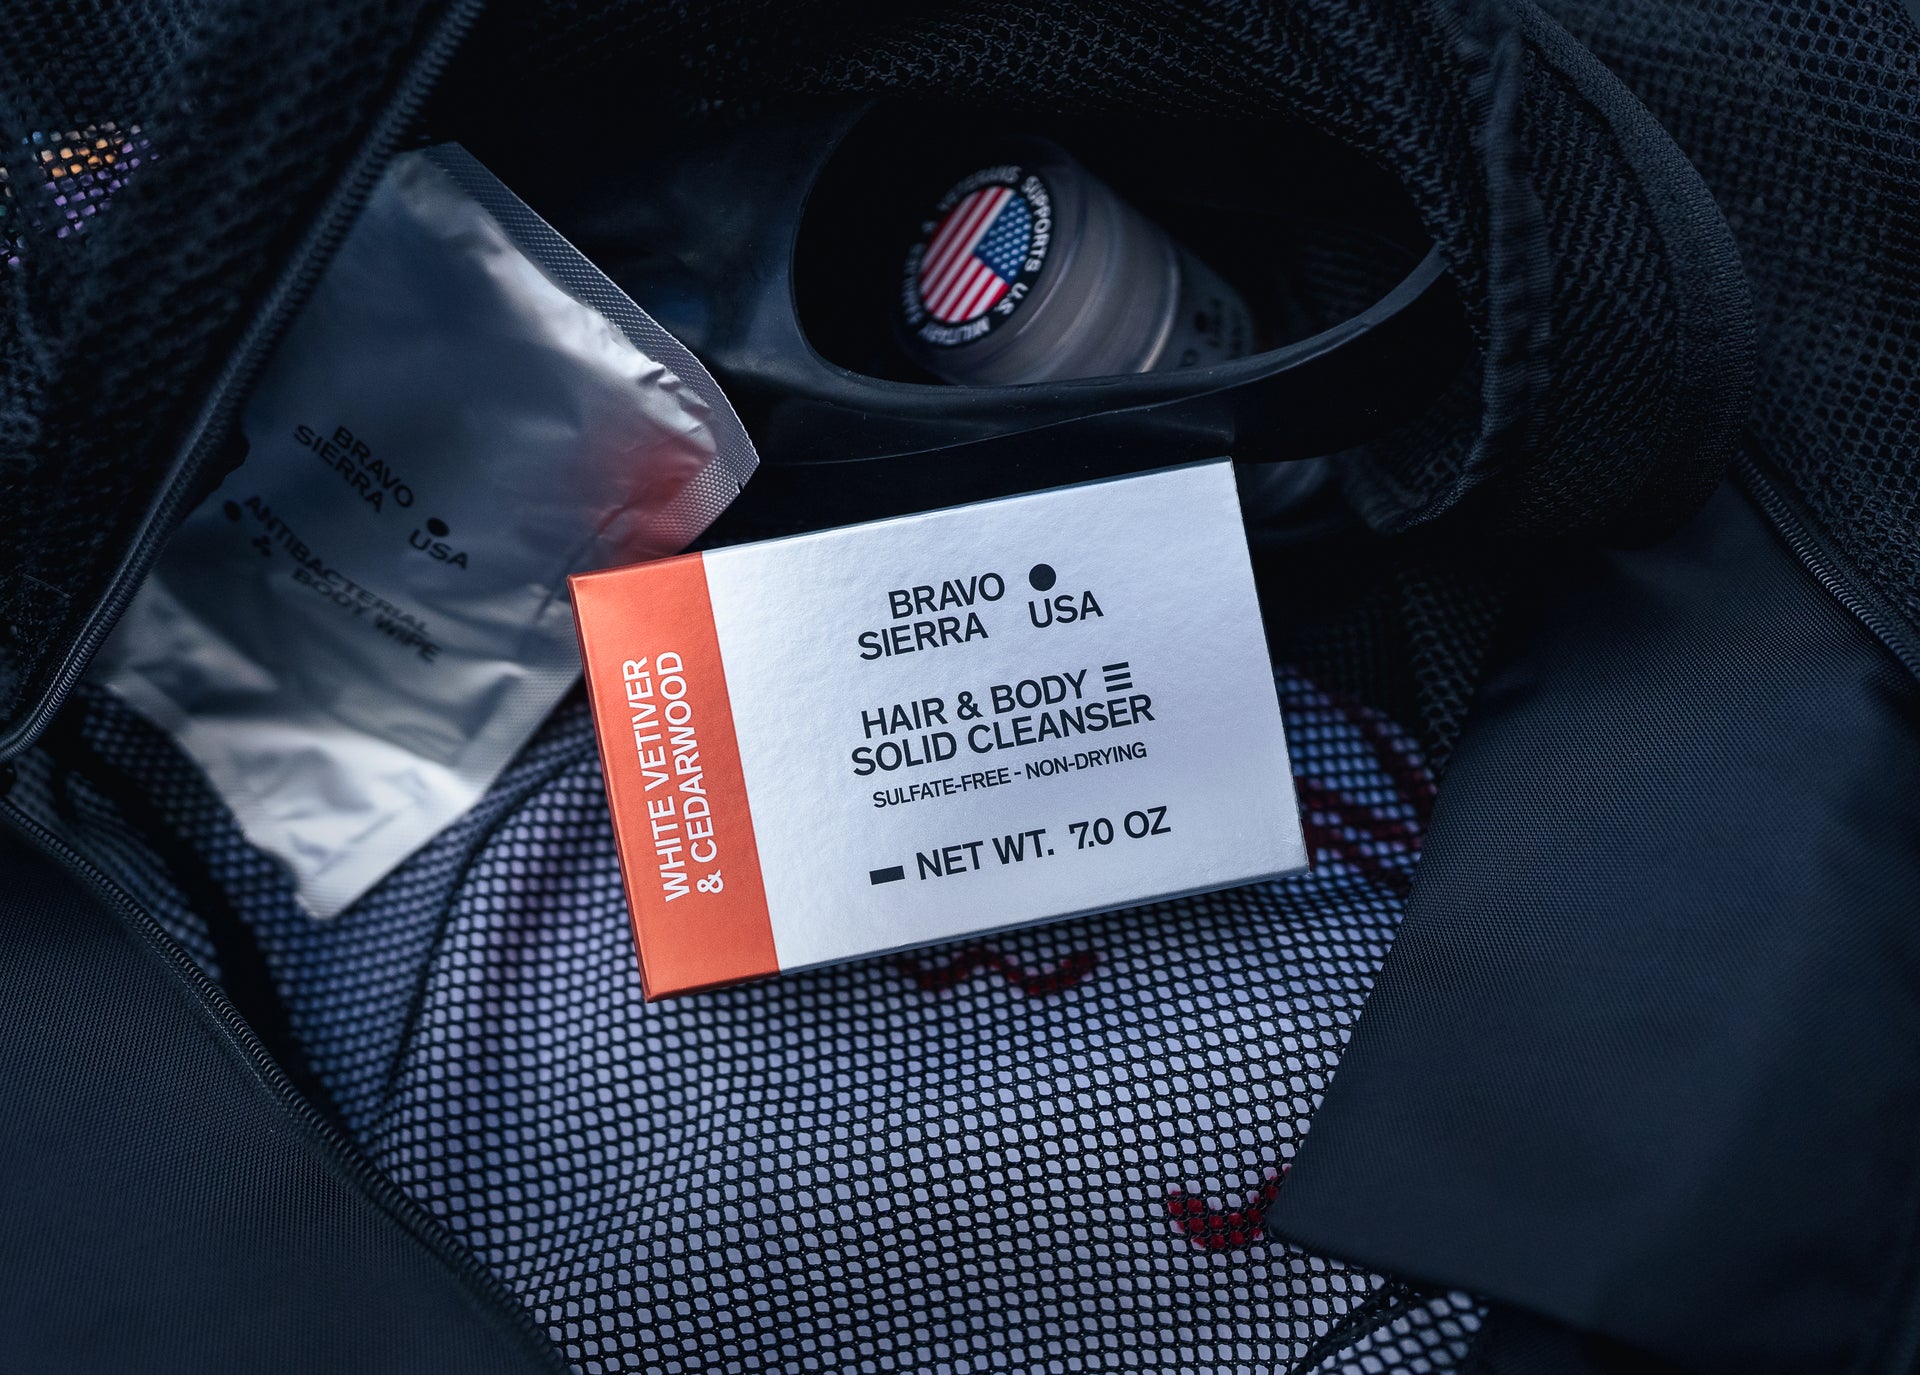 SUPPORTS U.S.
MILITARY
BRAVO
SIERRA USA
ANTIBACTERIAL
BODY WIPE
BRAVO
SIERRA USA
HAIR & BODY
SOLID CLEANSER
SULFATE-FREE - NON-DRYING
NET WT. 7.0 OZ
WHITE VETIVER
& CEDARWOOD